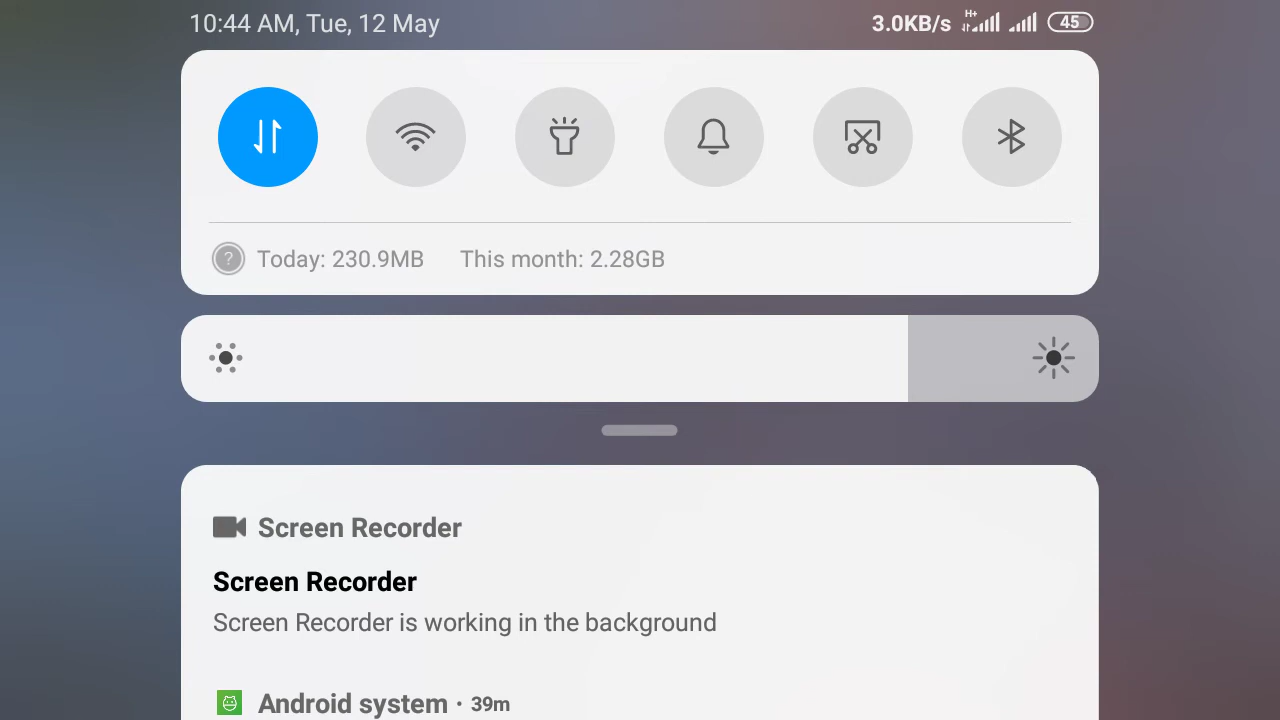 10:44 AM, Tue, 12 May 3.0KB/s H+ 45
? Today: 230.9MB This month: 2.28GB
Screen Recorder
Screen Recorder
Screen Recorder is working in the background
Android system · 39m